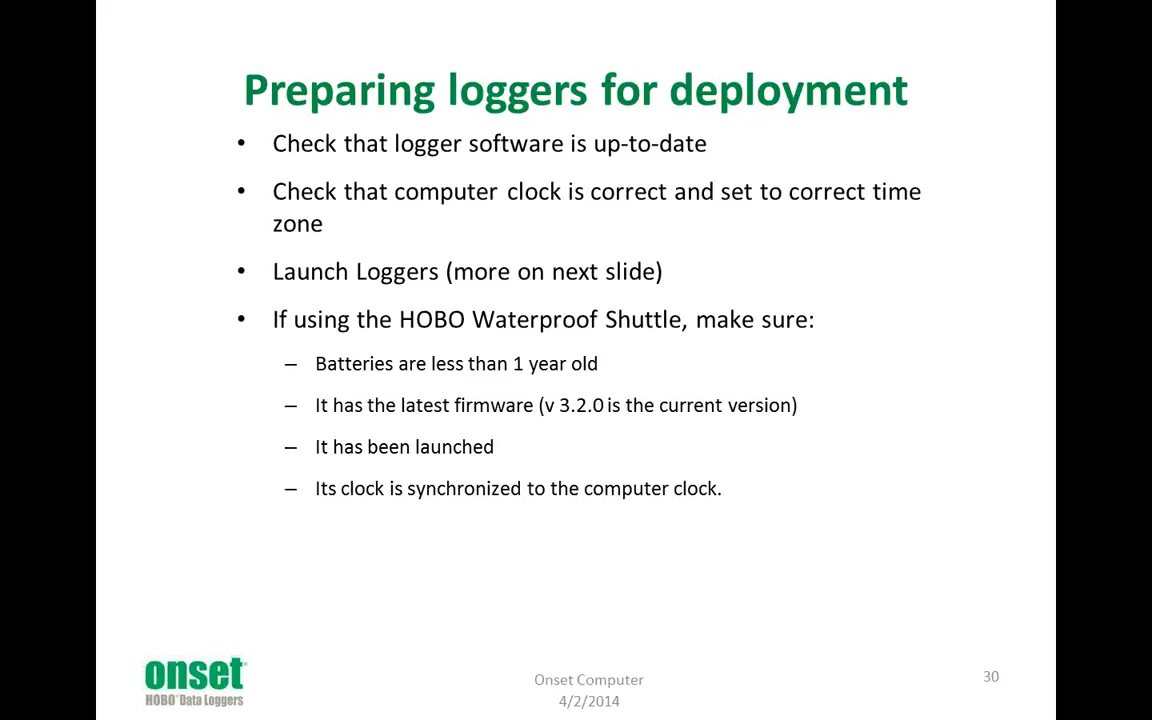 Preparing loggers for deployment
• Check that logger software is up-to-date
• Check that computer clock is correct and set to correct time
zone
• Launch Loggers (more on next slide)
• If using the HOBO Waterproof Shuttle, make sure:
– Batteries are less than 1 year old
– It has the latest firmware (v 3.2.0 is the current version)
– It has been launched
– Its clock is synchronized to the computer clock.
onset®
HOBO® Data Loggers
Onset Computer
4/2/2014
30